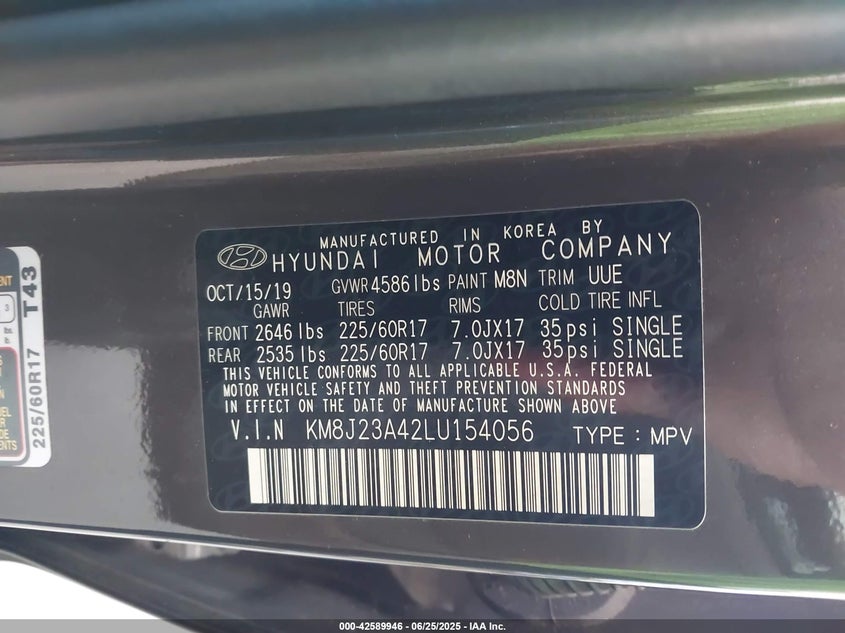 MANUFACTURED IN KOREA BY
HYUNDAI MOTOR COMPANY
OCT/15/19 GVWR 4586 lbs PAINT M8N TRIM UUE
GAWR TIRES RIMS COLD TIRE INFL
FRONT 2646 lbs 225/60R17 7.0JX17 35psi SINGLE
REAR 2535 lbs 225/60R17 7.0JX17 35psi SINGLE
THIS VEHICLE CONFORMS TO ALL APPLICABLE U.S.A. FEDERAL
MOTOR VEHICLE SAFETY AND THEFT PREVENTION STANDARDS
IN EFFECT ON THE DATE OF MANUFACTURE SHOWN ABOVE
V.I.N KM8J23A42LU154056 TYPE : MPV
225/60R17 T43
000-42589946 - 06/25/2025 - IAA Inc.